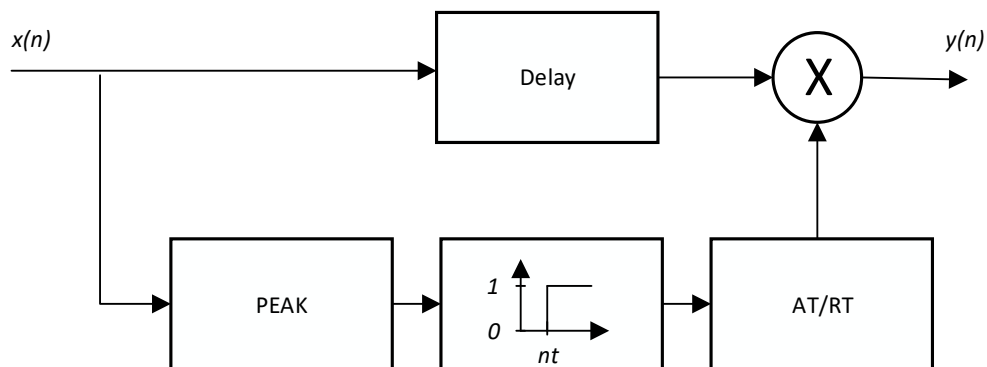 x(n)
y(n)
Delay
X
PEAK
1
0
nt
AT/RT